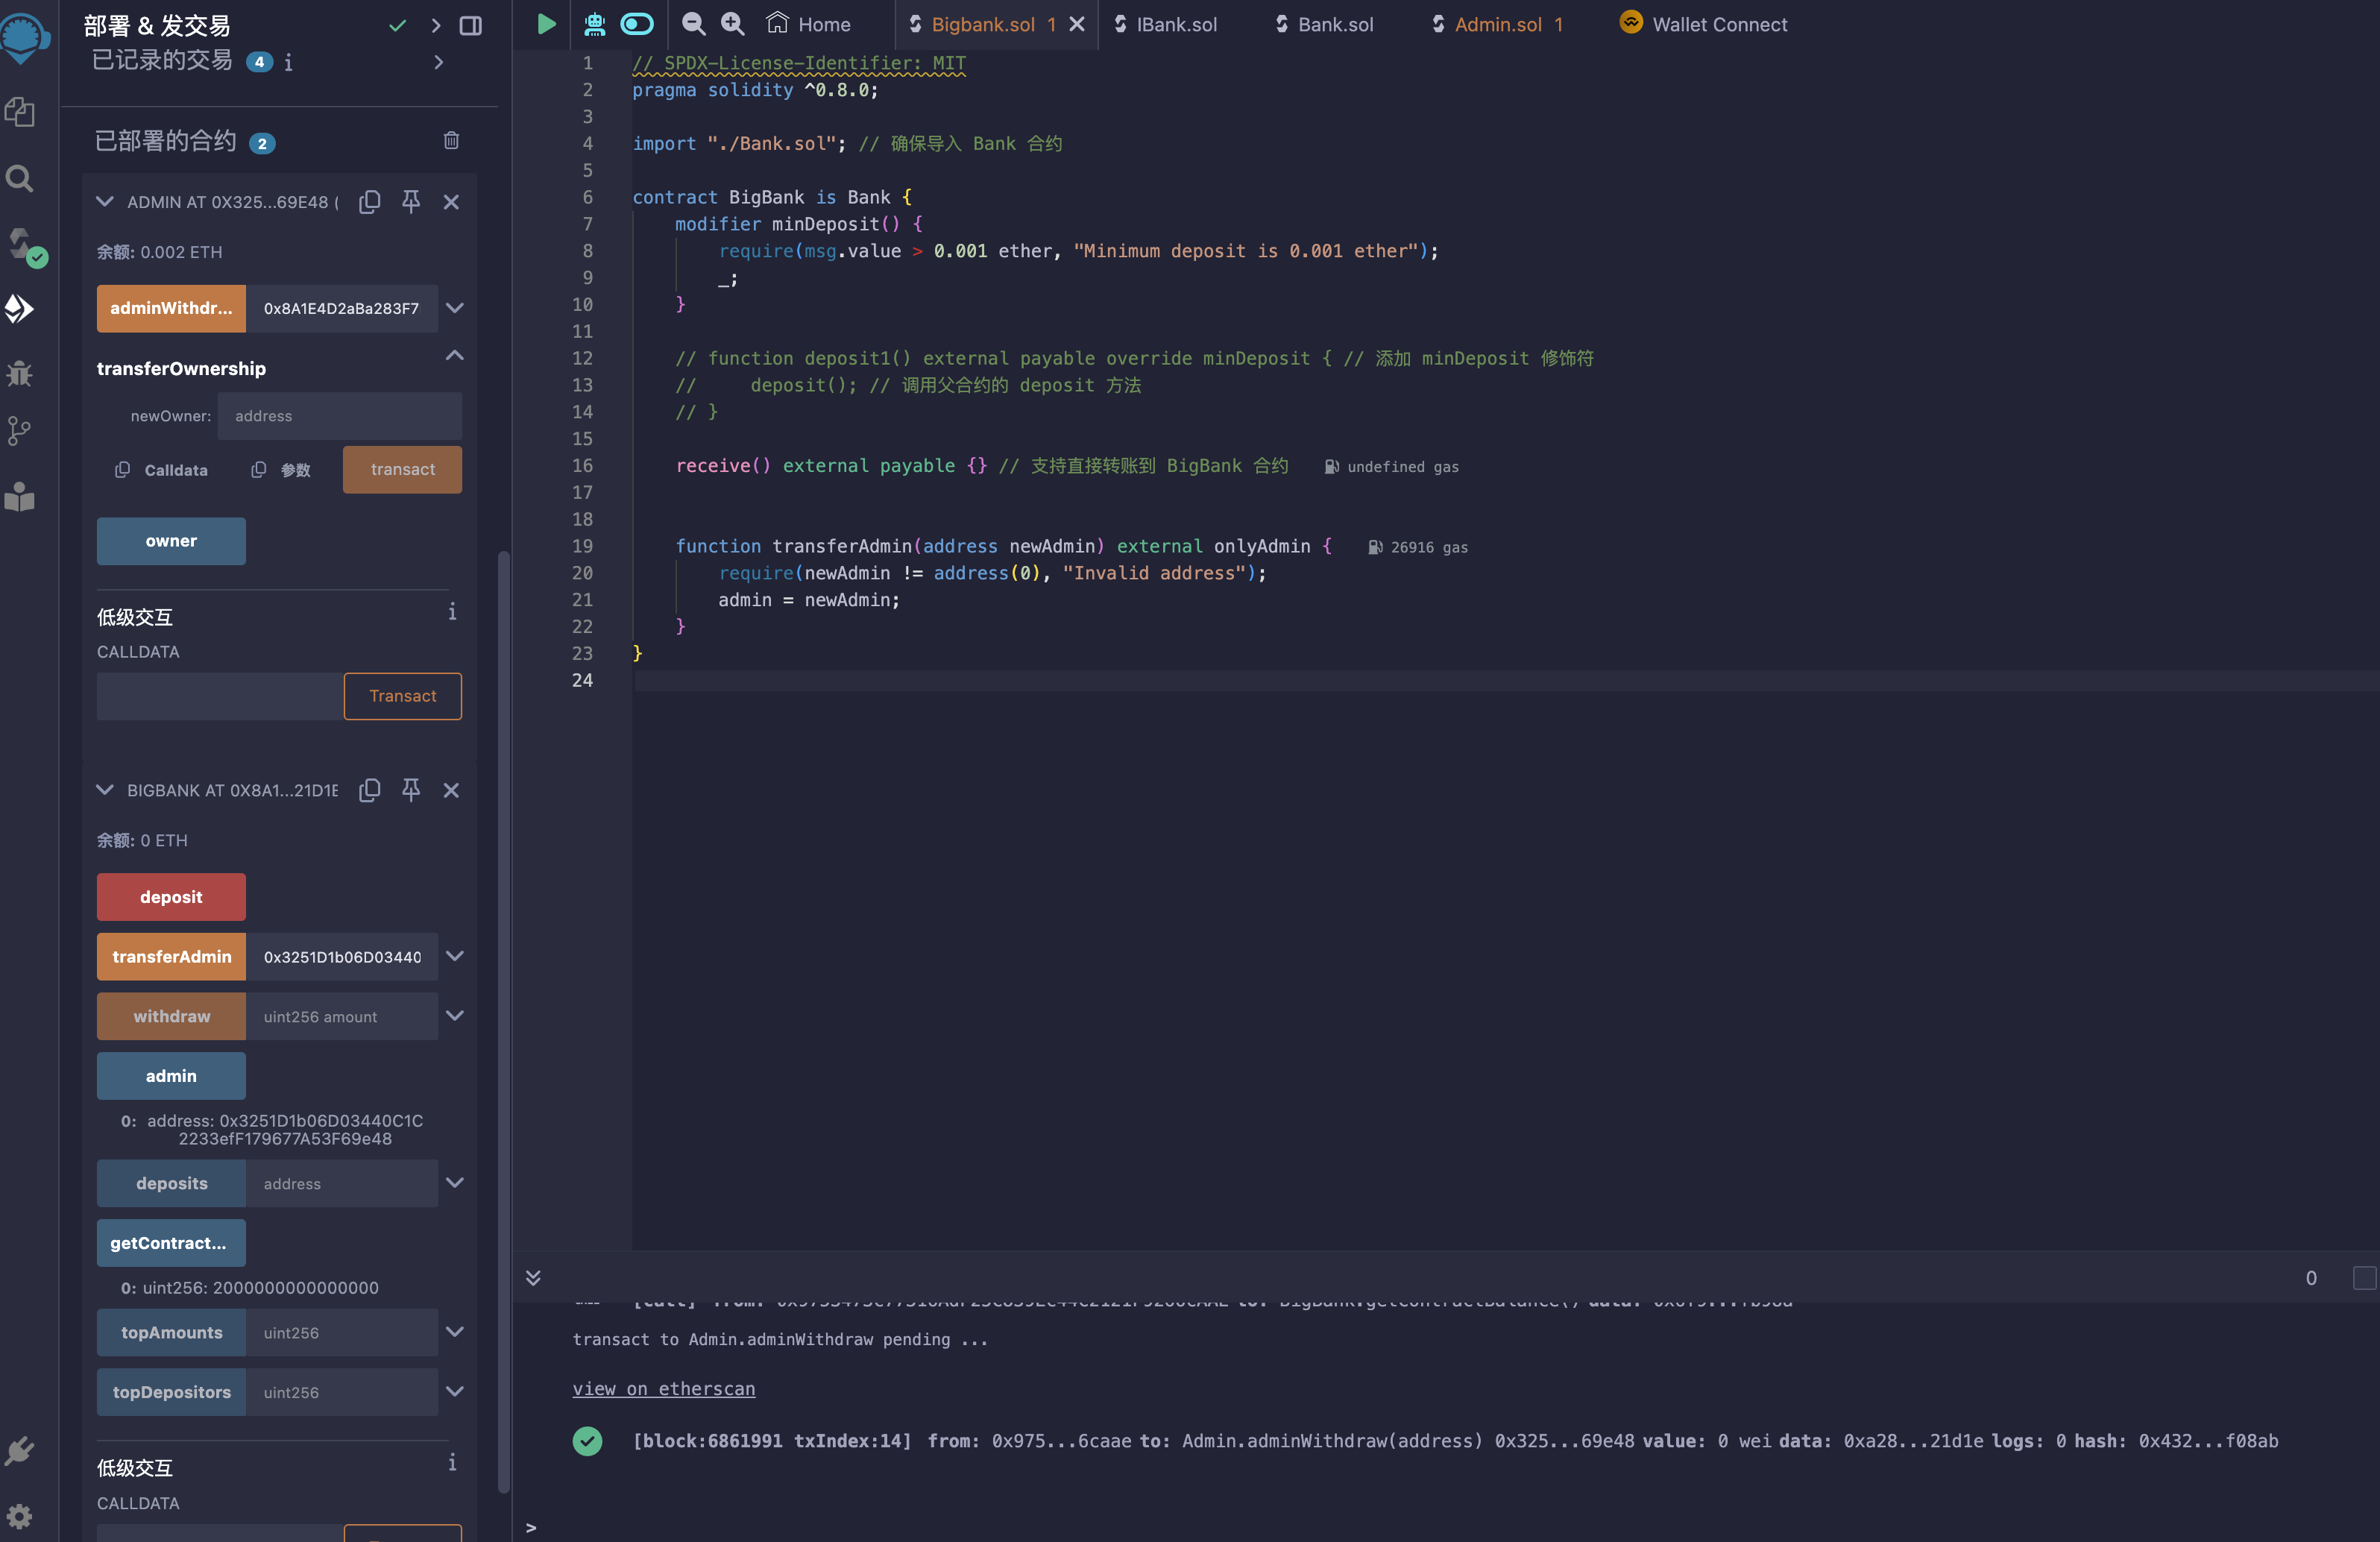 部署 & 发交易
已记录的交易 4
已部署的合约 2
ADMIN AT 0X325...69E48 (
余额: 0.002 ETH
adminWithdr... 0x8A1E4D2aBa283F7
transferOwnership
newOwner: address
Calldata 参数 transact
owner
低级交互
CALLDATA
Transact
BIGBANK AT 0X8A1...21D1E
余额: 0 ETH
deposit
transferAdmin 0x3251D1b06D03440
withdraw uint256 amount
admin
0: address: 0x3251D1b06D03440C1C
2233efF179677A53F69e48
deposits address
getContract...
0: uint256: 2000000000000000
topAmounts uint256
topDepositors uint256
低级交互
CALLDATA
Home Bigbank.sol 1 IBank.sol Bank.sol Admin.sol 1 Wallet Connect
1 // SPDX-License-Identifier: MIT
2 pragma solidity ^0.8.0;
3
4 import "./Bank.sol"; // 确保导入 Bank 合约
5
6 contract BigBank is Bank {
7 modifier minDeposit() {
8 require(msg.value > 0.001 ether, "Minimum deposit is 0.001 ether");
9 _;
10 }
11
12 // function deposit1() external payable override minDeposit { // 添加 minDeposit 修饰符
13 // deposit(); // 调用父合约的 deposit 方法
14 // }
15
16 receive() external payable {} // 支持直接转账到 BigBank 合约 undefined gas
17
18
19 function transferAdmin(address newAdmin) external onlyAdmin { 26916 gas
20 require(newAdmin != address(0), "Invalid address");
21 admin = newAdmin;
22 }
23 }
24
0
transact to Admin.adminWithdraw pending ...
view on etherscan
[block:6861991 txIndex:14] from: 0x975...6caae to: Admin.adminWithdraw(address) 0x325...69e48 value: 0 wei data: 0xa28...21d1e logs: 0 hash: 0x432...f08ab
>